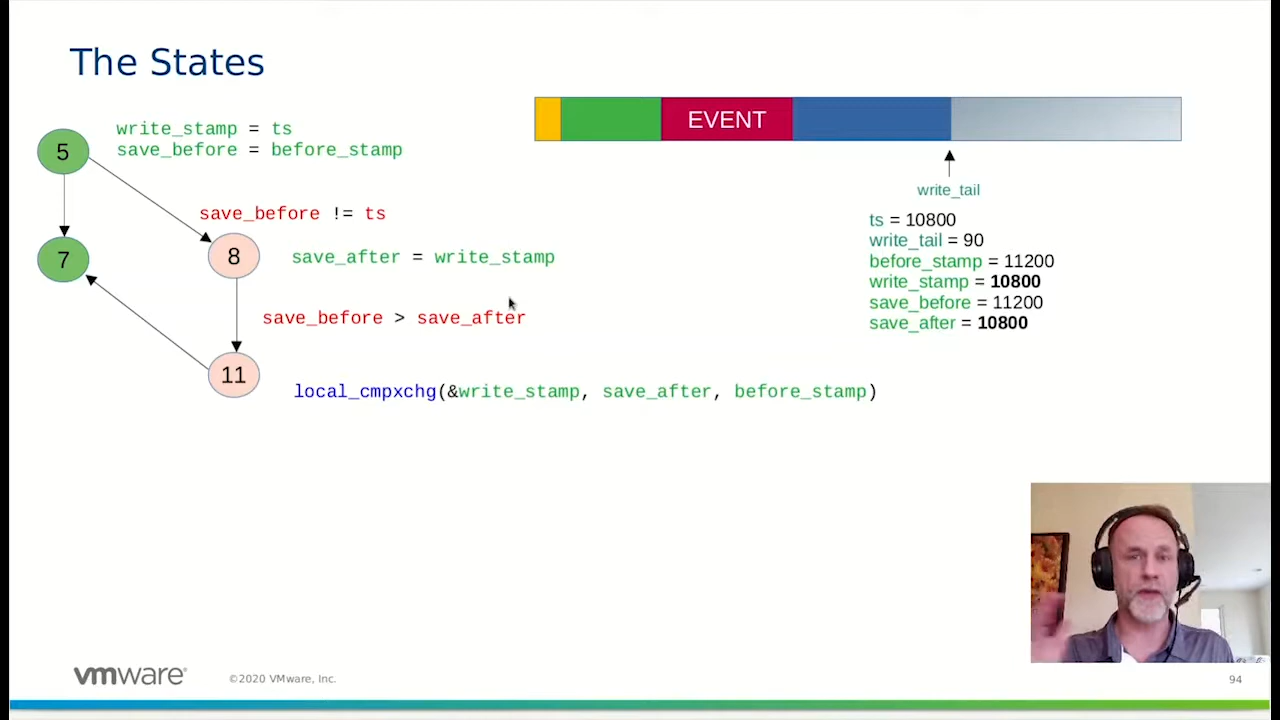 The States
5
write_stamp = ts
save_before = before_stamp
EVENT
write_tail
save_before != ts
7
8
save_after = write_stamp
ts = 10800
write_tail = 90
before_stamp = 11200
write_stamp = 10800
save_before = 11200
save_after = 10800
save_before > save_after
11
local_cmpxchg(&write_stamp, save_after, before_stamp)
vmware®
©2020 VMware, Inc.
94